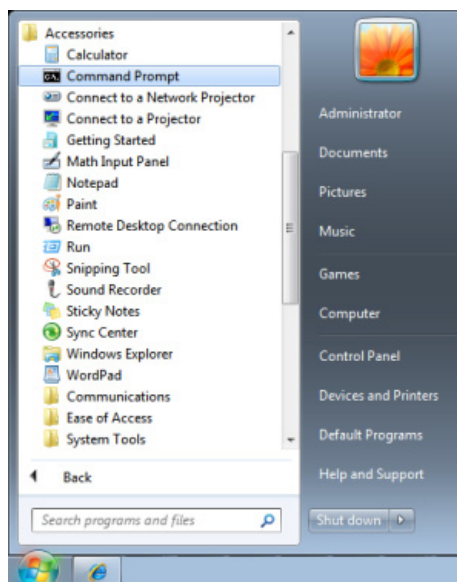 Accessories
Calculator
Command Prompt
Connect to a Network Projector
Connect to a Projector
Getting Started
Math Input Panel
Notepad
Paint
Remote Desktop Connection
Run
Snipping Tool
Sound Recorder
Sticky Notes
Sync Center
Windows Explorer
WordPad
Communications
Ease of Access
System Tools
Back
Search programs and files
Administrator
Documents
Pictures
Music
Games
Computer
Control Panel
Devices and Printers
Default Programs
Help and Support
Shut down